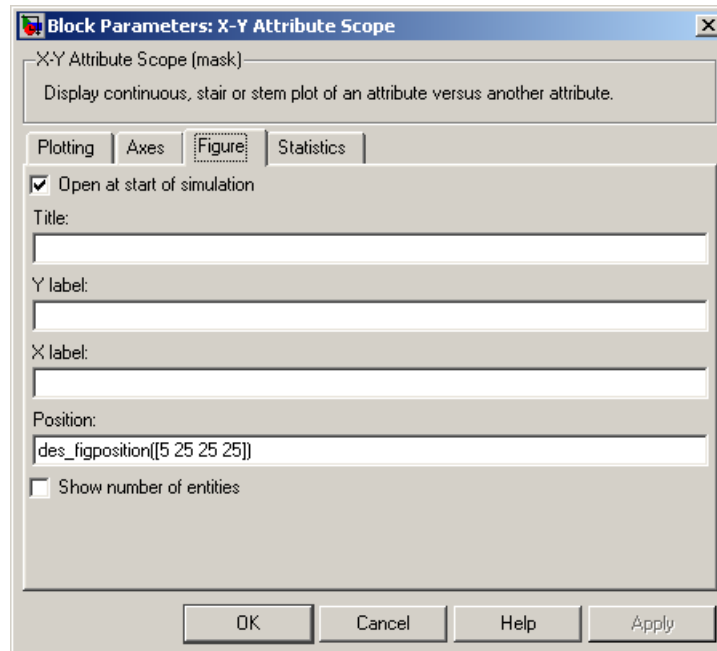 Block Parameters: X-Y Attribute Scope
X-Y Attribute Scope (mask)
Display continuous, stair or stem plot of an attribute versus another attribute.
Plotting Axes Figure Statistics
Open at start of simulation
Title:
Y label:
X label:
Position:
des_figposition([5 25 25 25])
Show number of entities
OK Cancel Help Apply